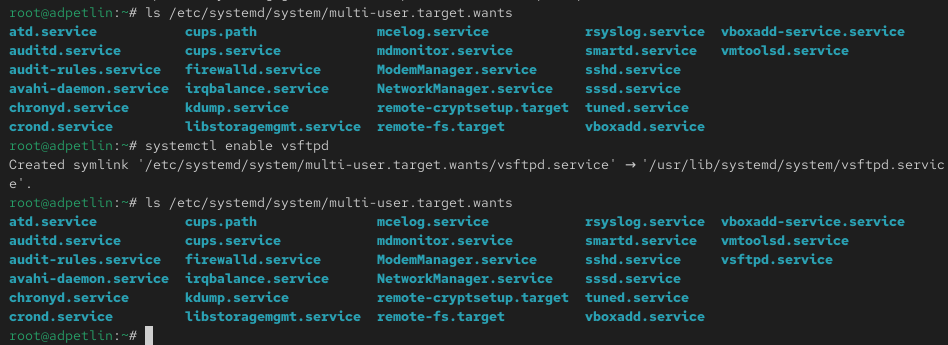 root@adpetlin:~# ls /etc/systemd/system/multi-user.target.wants
atd.service cups.path mcelog.service rsyslog.service vboxadd-service.service
auditd.service cups.service mdmonitor.service smartd.service vmtoolsd.service
audit-rules.service firewalld.service ModemManager.service sshd.service
avahi-daemon.service irqbalance.service NetworkManager.service sssd.service
chronyd.service kdump.service remote-cryptsetup.target tuned.service
crond.service libstoragemgmt.service remote-fs.target vboxadd.service
root@adpetlin:~# systemctl enable vsftpd
Created symlink '/etc/systemd/system/multi-user.target.wants/vsftpd.service' → '/usr/lib/systemd/system/vsftpd.servic
e'.
root@adpetlin:~# ls /etc/systemd/system/multi-user.target.wants
atd.service cups.path mcelog.service rsyslog.service vboxadd-service.service
auditd.service cups.service mdmonitor.service smartd.service vmtoolsd.service
audit-rules.service firewalld.service ModemManager.service sshd.service vsftpd.service
avahi-daemon.service irqbalance.service NetworkManager.service sssd.service
chronyd.service kdump.service remote-cryptsetup.target tuned.service
crond.service libstoragemgmt.service remote-fs.target vboxadd.service
root@adpetlin:~#